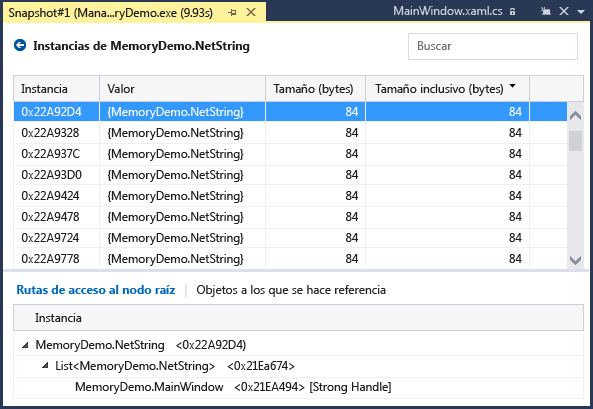 Snapshot#1 (Mana...ryDemo.exe (9.93s)
MainWindow.xaml.cs
Instancias de MemoryDemo.NetString
Buscar
Instancia Valor Tamaño (bytes) Tamaño inclusivo (bytes)
0x22A92D4 {MemoryDemo.NetString} 84 84
0x22A9328 {MemoryDemo.NetString} 84 84
0x22A937C {MemoryDemo.NetString} 84 84
0x22A93D0 {MemoryDemo.NetString} 84 84
0x22A9424 {MemoryDemo.NetString} 84 84
0x22A9478 {MemoryDemo.NetString} 84 84
0x22A9724 {MemoryDemo.NetString} 84 84
0x22A9778 {MemoryDemo.NetString} 84 84
Rutas de acceso al nodo raíz | Objetos a los que se hace referencia
Instancia
MemoryDemo.NetString <0x22A92D4)
List<MemoryDemo.NetString> <0x21Ea674>
MemoryDemo.MainWindow <0x21EA494> [Strong Handle]